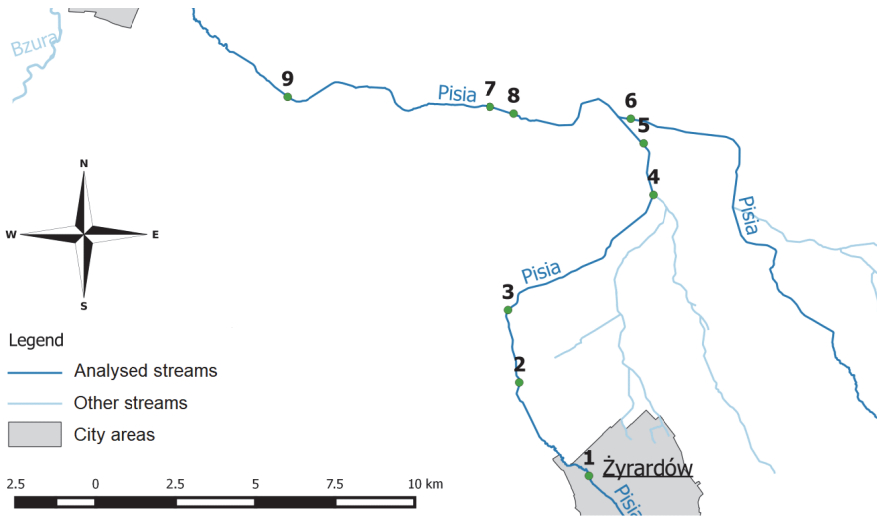 Bzura
9
Pisia
7
8
6
5
4
Pisia
N
W
E
S
Pisia
3
2
1
Żyrardów
Pisia
Legend
Analysed streams
Other streams
City areas
2.5 0 2.5 5 7.5 10 km